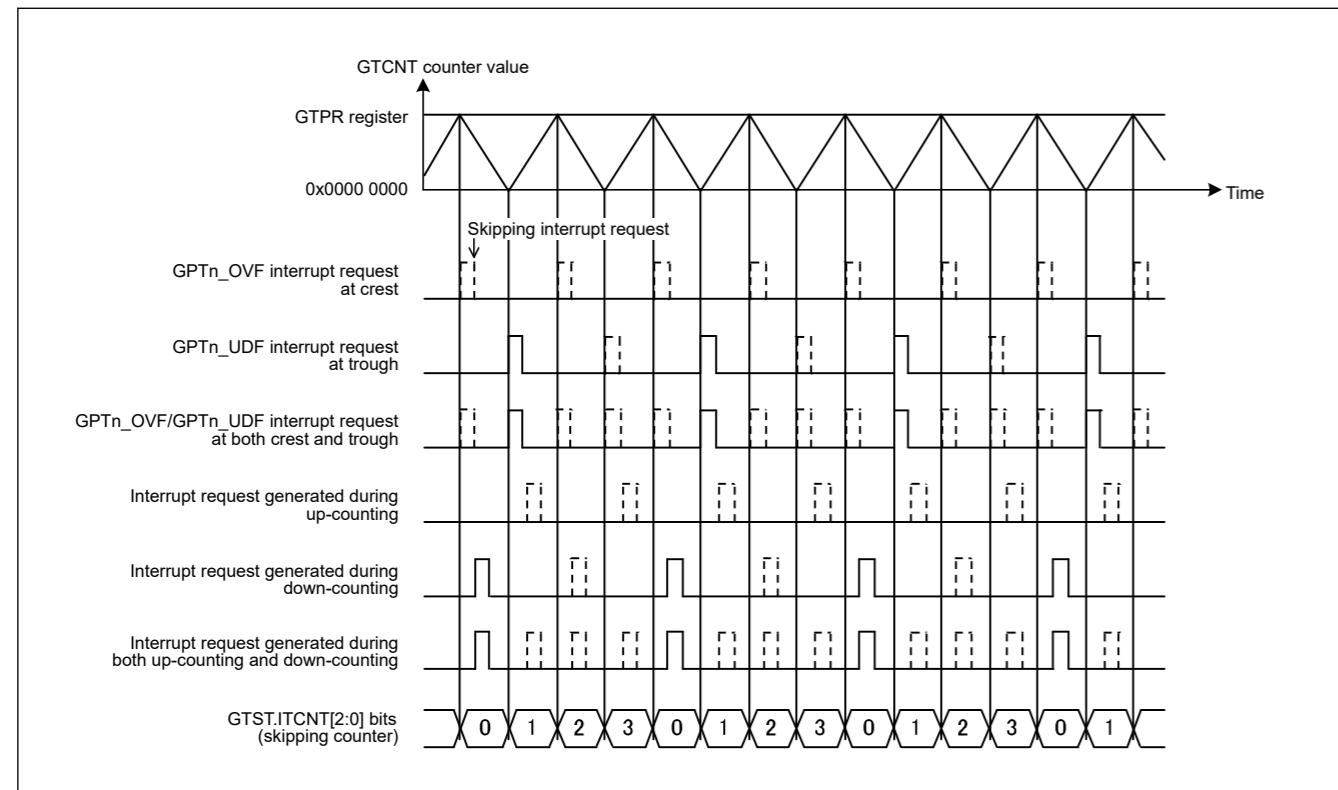 GTCNT counter value
GTPR register
0x0000 0000
Time
Skipping interrupt request
GPTn_OVF interrupt request
at crest
GPTn_UDF interrupt request
at trough
GPTn_OVF/GPTn_UDF interrupt request
at both crest and trough
Interrupt request generated during
up-counting
Interrupt request generated during
down-counting
Interrupt request generated during
both up-counting and down-counting
GTST.ITCNT[2:0] bits
(skipping counter)
0 1 2 3 0 1 2 3 0 1 2 3 0 1